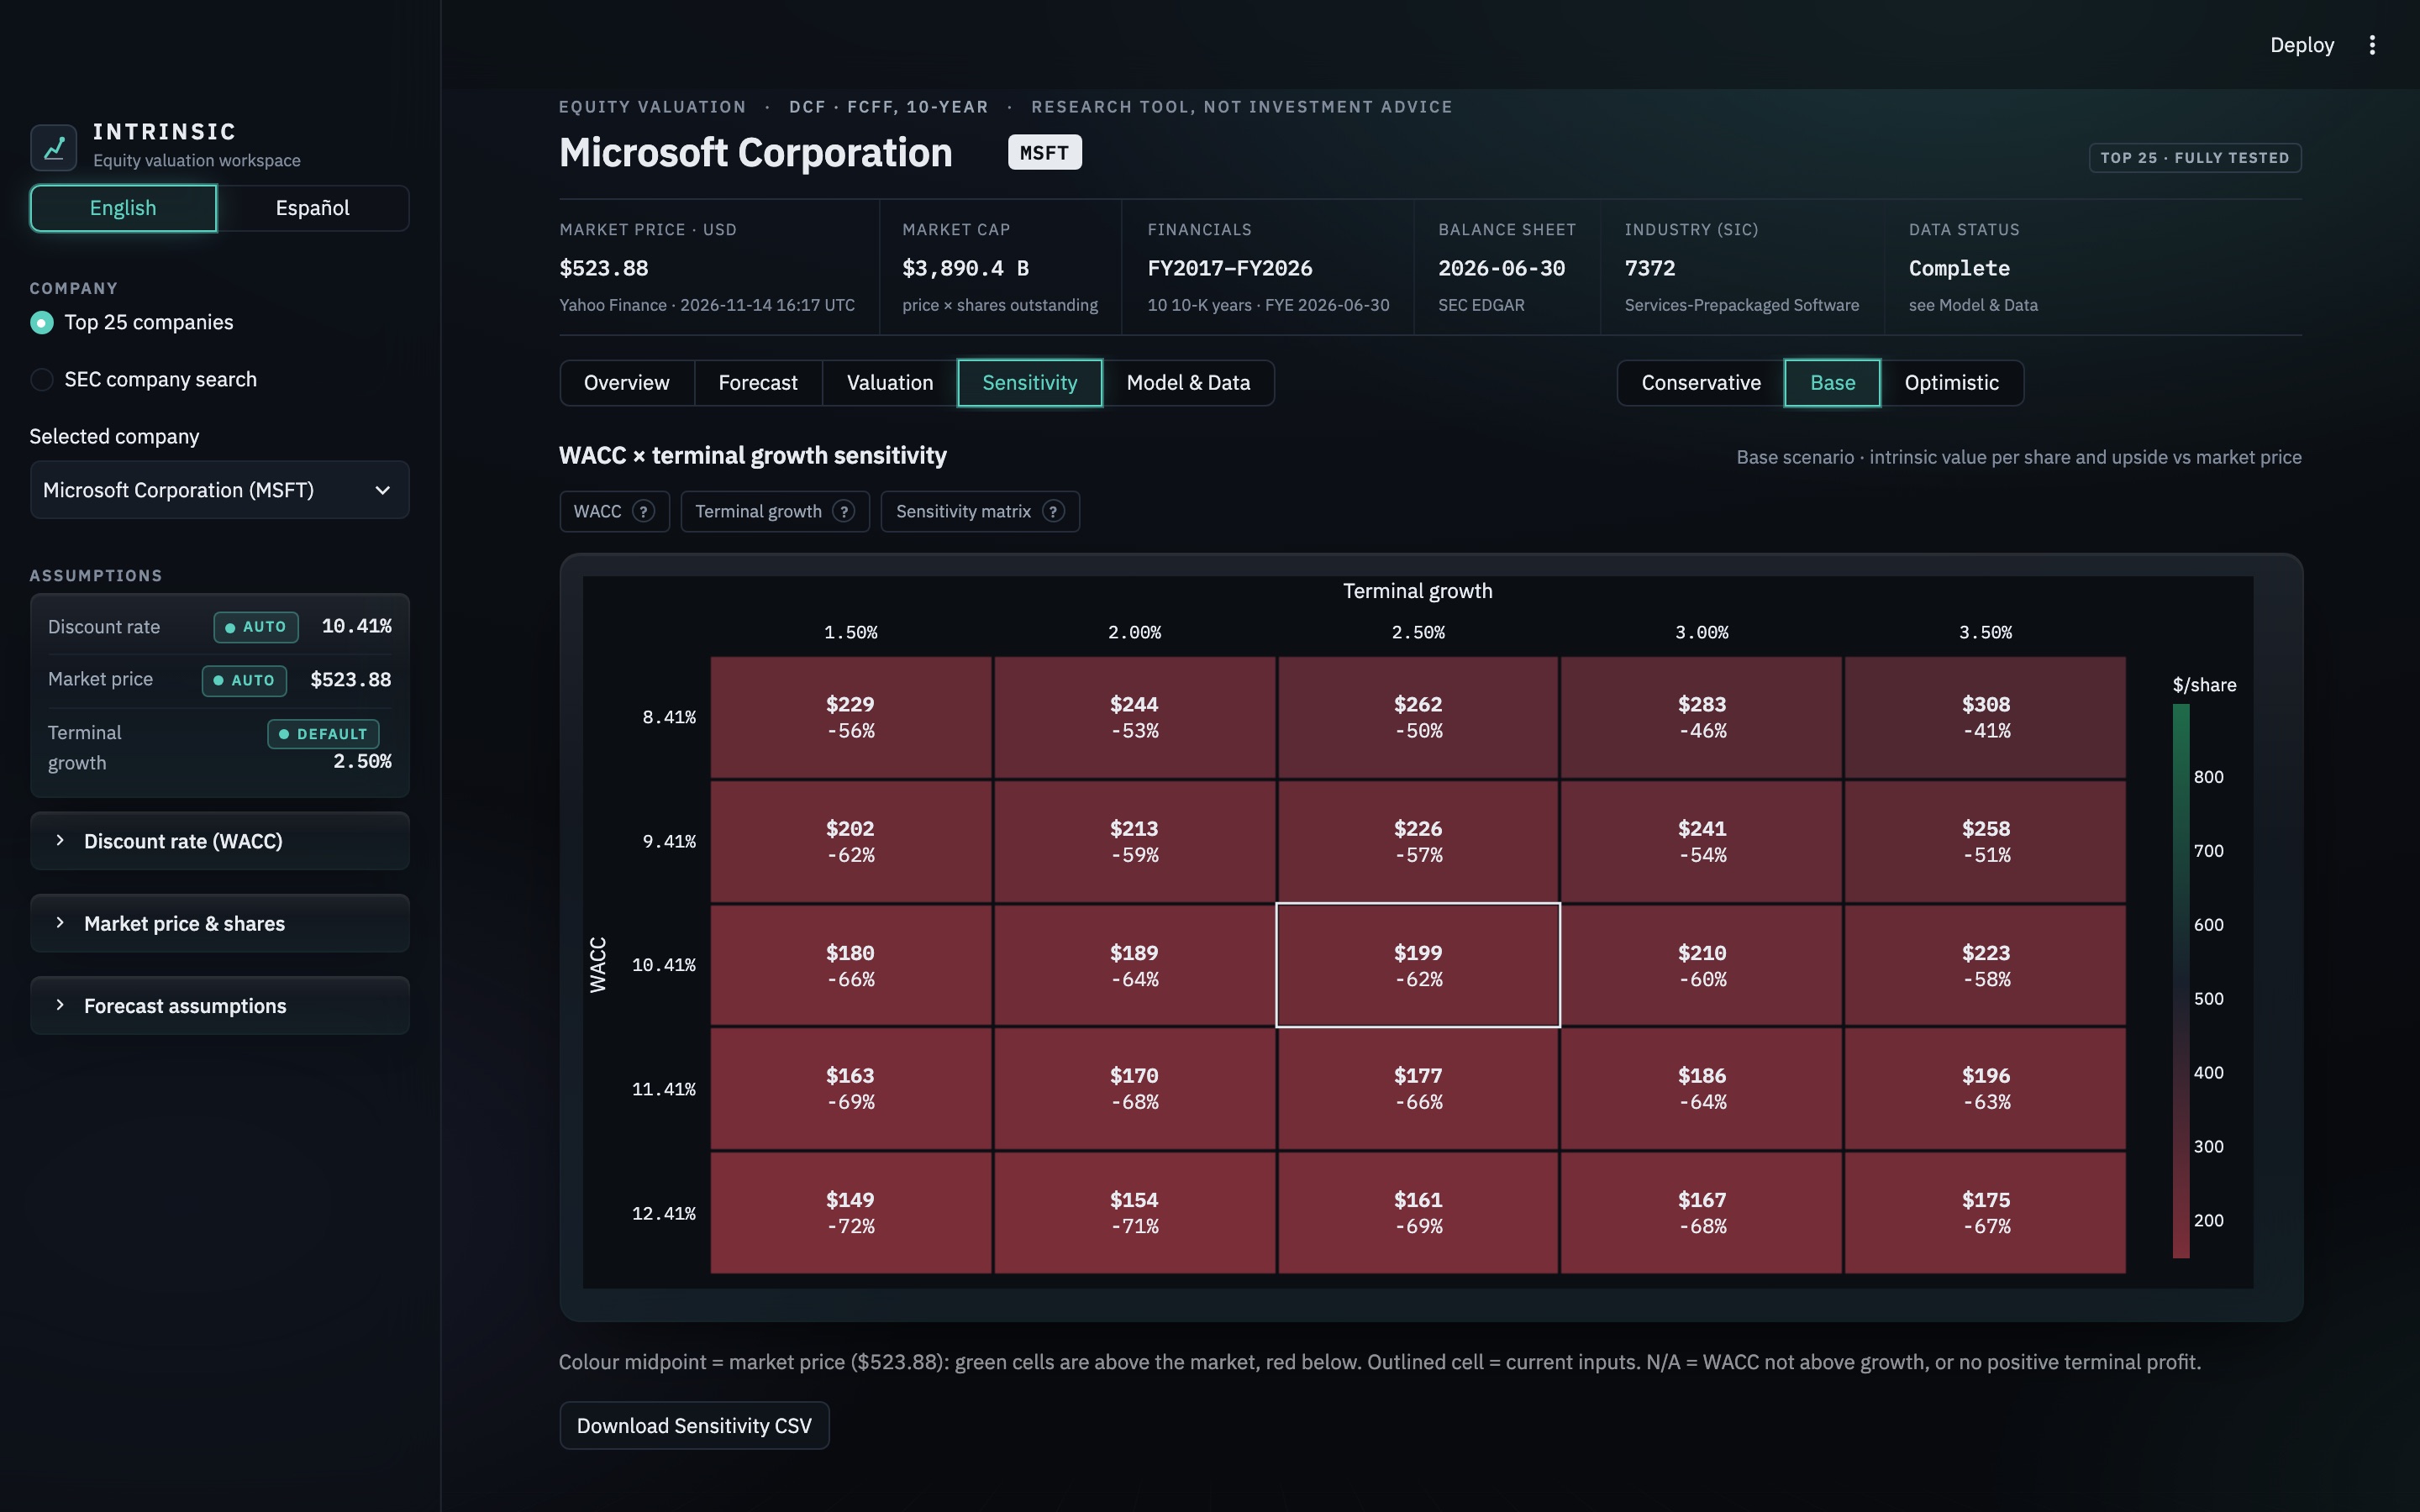 Deploy
INTRINSIC
Equity valuation workspace
English
Español
COMPANY
Top 25 companies
SEC company search
Selected company
Microsoft Corporation (MSFT)
ASSUMPTIONS
Discount rate AUTO 10.41%
Market price AUTO $523.88
Terminal growth DEFAULT 2.50%
Discount rate (WACC)
Market price & shares
Forecast assumptions
EQUITY VALUATION · DCF · FCFF, 10-YEAR · RESEARCH TOOL, NOT INVESTMENT ADVICE
Microsoft Corporation MSFT
TOP 25 · FULLY TESTED
MARKET PRICE · USD
$523.88
Yahoo Finance · 2026-11-14 16:17 UTC
MARKET CAP
$3,890.4 B
price × shares outstanding
FINANCIALS
FY2017–FY2026
10 10-K years · FYE 2026-06-30
BALANCE SHEET
2026-06-30
SEC EDGAR
INDUSTRY (SIC)
7372
Services-Prepackaged Software
DATA STATUS
Complete
see Model & Data
Overview Forecast Valuation Sensitivity Model & Data
Conservative Base Optimistic
WACC × terminal growth sensitivity
Base scenario · intrinsic value per share and upside vs market price
WACC ? Terminal growth ? Sensitivity matrix ?
Terminal growth
1.50% 2.00% 2.50% 3.00% 3.50%
WACC
8.41%
$229 $244 $262 $283 $308
-56% -53% -50% -46% -41%
9.41%
$202 $213 $226 $241 $258
-62% -59% -57% -54% -51%
10.41%
$180 $189 $199 $210 $223
-66% -64% -62% -60% -58%
11.41%
$163 $170 $177 $186 $196
-69% -68% -66% -64% -63%
12.41%
$149 $154 $161 $167 $175
-72% -71% -69% -68% -67%
$/share
800
700
600
500
400
300
200
Colour midpoint = market price ($523.88): green cells are above the market, red below. Outlined cell = current inputs. N/A = WACC not above growth, or no positive terminal profit.
Download Sensitivity CSV